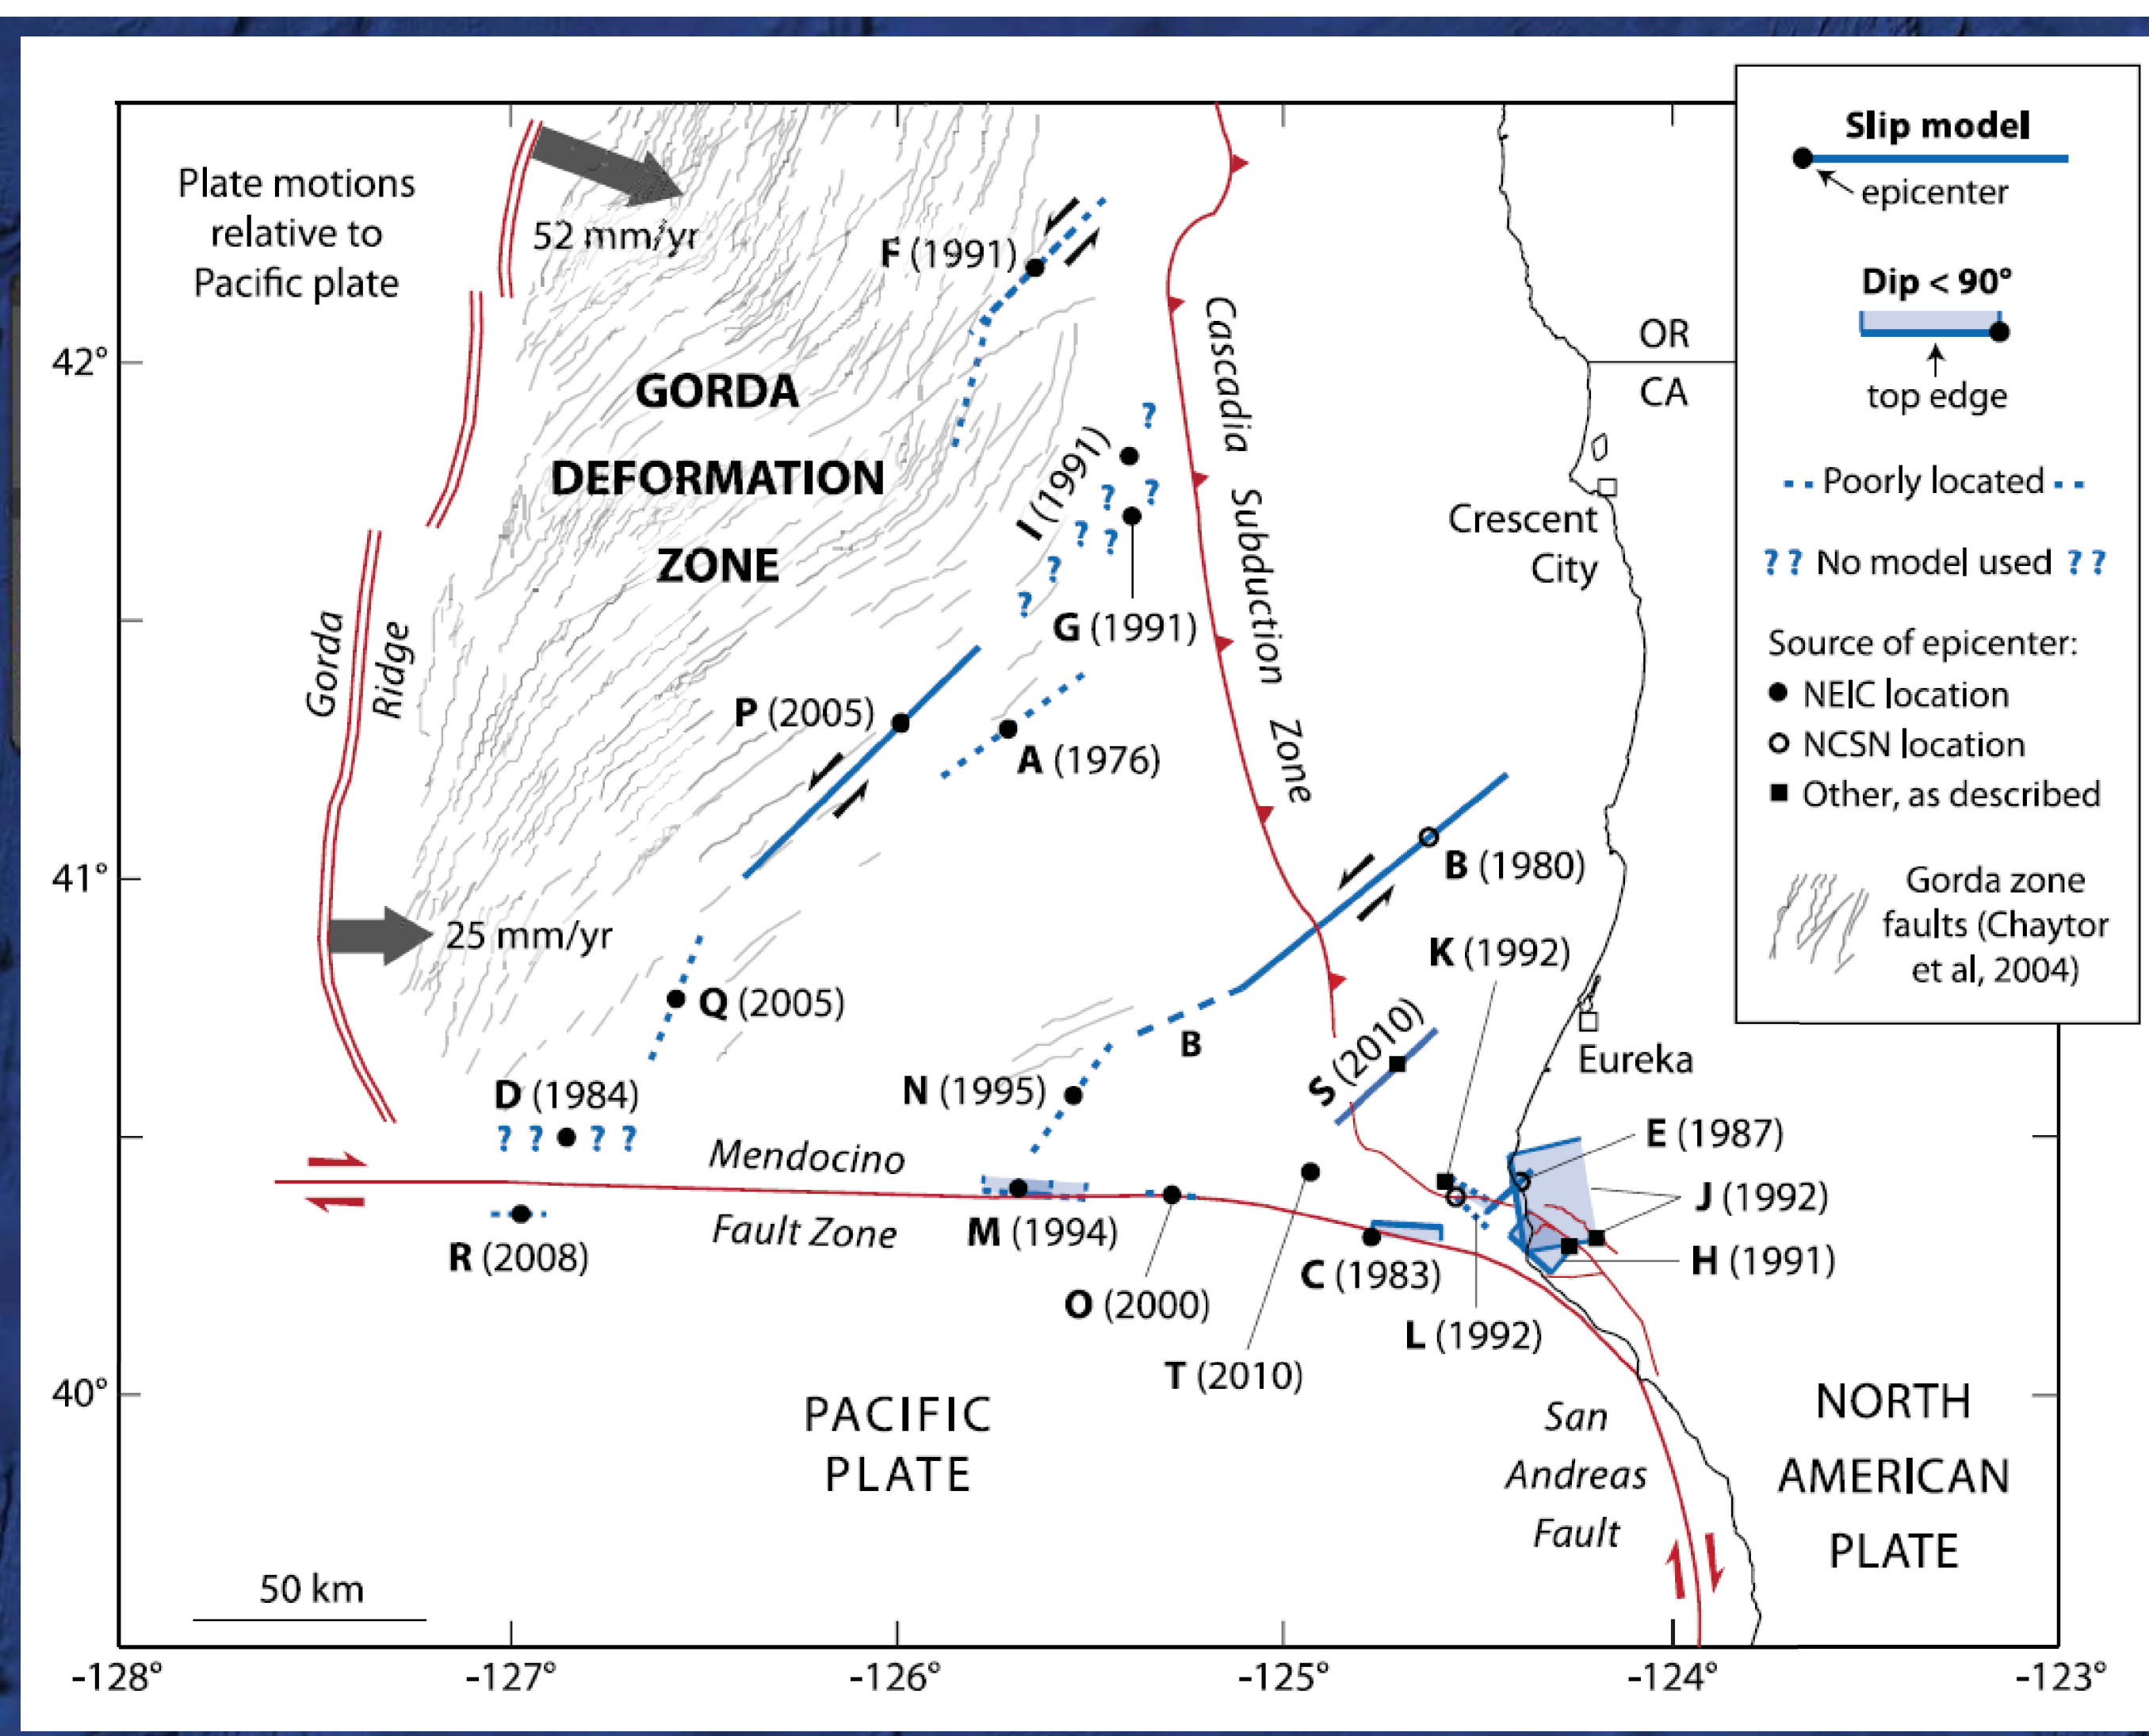 Plate motions
relative to
Pacific plate
52 mm/yr
F (1991)
GORDA
DEFORMATION
ZONE
I (1991)
? ? ? ? ? ? ?
G (1991)
Cascadia Subduction Zone
OR
CA
Crescent
City
Gorda
Ridge
P (2005)
A (1976)
25 mm/yr
Q (2005)
B (1980)
K (1992)
B
S (2010)
Eureka
N (1995)
D (1984)
? ? ? ?
Mendocino
Fault Zone
R (2008)
M (1994)
O (2000)
T (2010)
C (1983)
L (1992)
E (1987)
J (1992)
H (1991)
PACIFIC
PLATE
San
Andreas
Fault
NORTH
AMERICAN
PLATE
50 km
42°
41°
40°
-128°
-127°
-126°
-125°
-124°
-123°
Slip model
epicenter
Dip < 90°
top edge
Poorly located
? ? No model used ? ?
Source of epicenter:
NEIC location
NCSN location
Other, as described
Gorda zone
faults (Chaytor
et al, 2004)